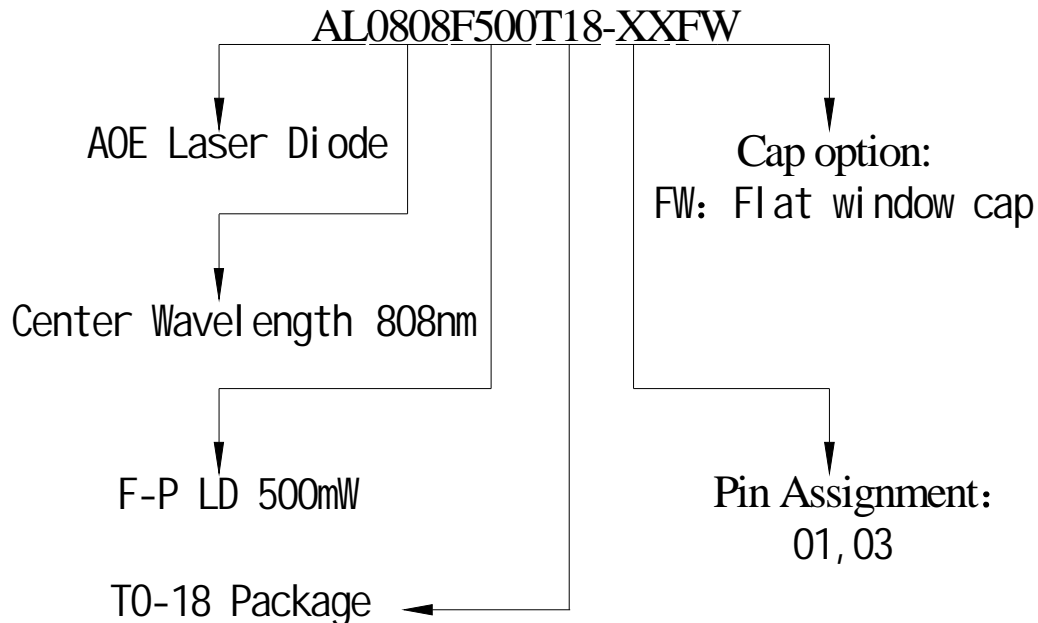 AL0808F500T18-XXFW
AOE Laser Diode
Cap option:
FW：Flat window cap
Center Wavelength 808nm
F-P LD 500mW
Pin Assignment：
01,03
TO-18 Package